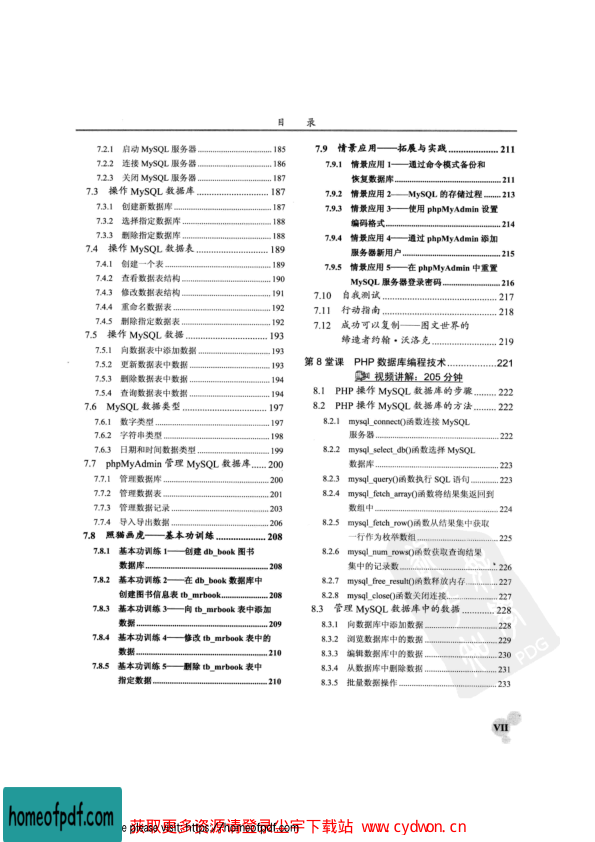 目 录
7.2.1 启动 MySQL 服务器 185
7.2.2 连接 MySQL 服务器 186
7.2.3 关闭 MySQL 服务器 187
7.3 操作 MySQL 数据库 187
7.3.1 创建新数据库 187
7.3.2 选择指定数据库 188
7.3.3 删除指定数据库 188
7.4 操作 MySQL 数据表 189
7.4.1 创建一个表 189
7.4.2 查看数据表结构 190
7.4.3 修改数据表结构 191
7.4.4 重命名数据表 192
7.4.5 删除指定数据表 192
7.5 操作 MySQL 数据 193
7.5.1 向数据表中添加数据 193
7.5.2 更新数据表中数据 193
7.5.3 删除数据表中数据 194
7.5.4 查询数据表中数据 194
7.6 MySQL 数据类型 197
7.6.1 数字类型 197
7.6.2 字符串类型 198
7.6.3 日期和时间数据类型 199
7.7 phpMyAdmin 管理 MySQL 数据库 200
7.7.1 管理数据库 200
7.7.2 管理数据表 201
7.7.3 管理数据记录 203
7.7.4 导入导出数据 206
7.8 照猫画虎——基本功训练 208
7.8.1 基本功训练 1——创建 db_book 图书
数据库 208
7.8.2 基本功训练 2——在 db_book 数据库中
创建图书信息表 tb_mrbook 208
7.8.3 基本功训练 3——向 tb_mrbook 表中添加
数据 209
7.8.4 基本功训练 4——修改 tb_mrbook 表中的
数据 210
7.8.5 基本功训练 5——删除 tb_mrbook 表中
指定数据 210
7.9 情景应用——拓展与实践 211
7.9.1 情景应用 1——通过命令模式备份和
恢复数据库 211
7.9.2 情景应用 2——MySQL 的存储过程 213
7.9.3 情景应用 3——使用 phpMyAdmin 设置
编码格式 214
7.9.4 情景应用 4——通过 phpMyAdmin 添加
服务器新用户 215
7.9.5 情景应用 5——在 phpMyAdmin 中重置
MySQL 服务器登录密码 216
7.10 自我测试 217
7.11 行动指南 218
7.12 成功可以复制——图文世界的
缔造者约翰·沃洛克 219
第 8 堂课 PHP 数据库编程技术 221
视频讲解：205 分钟
8.1 PHP 操作 MySQL 数据库的步骤 222
8.2 PHP 操作 MySQL 数据库的方法 222
8.2.1 mysql_connect()函数连接 MySQL
服务器 222
8.2.2 mysql_select_db()函数选择 MySQL
数据库 223
8.2.3 mysql_query()函数执行 SQL 语句 223
8.2.4 mysql_fetch_array()函数将结果集返回到
数组中 224
8.2.5 mysql_fetch_row()函数从结果集中获取
一行作为枚举数组 225
8.2.6 mysql_num_rows()函数获取查询结果
集中的记录数 226
8.2.7 mysql_free_result()函数释放内存 227
8.2.8 mysql_close()函数关闭连接 227
8.3 管理 MySQL 数据库中的数据 228
8.3.1 向数据库中添加数据 228
8.3.2 浏览数据库中的数据 229
8.3.3 编辑数据库中的数据 230
8.3.4 从数据库中删除数据 231
8.3.5 批量数据操作 233
PDG
VII
homeofpdf.com
please visit: https://homeofpdf.com
获取更多资源请登录公宇下载站 www.cydwon.cn